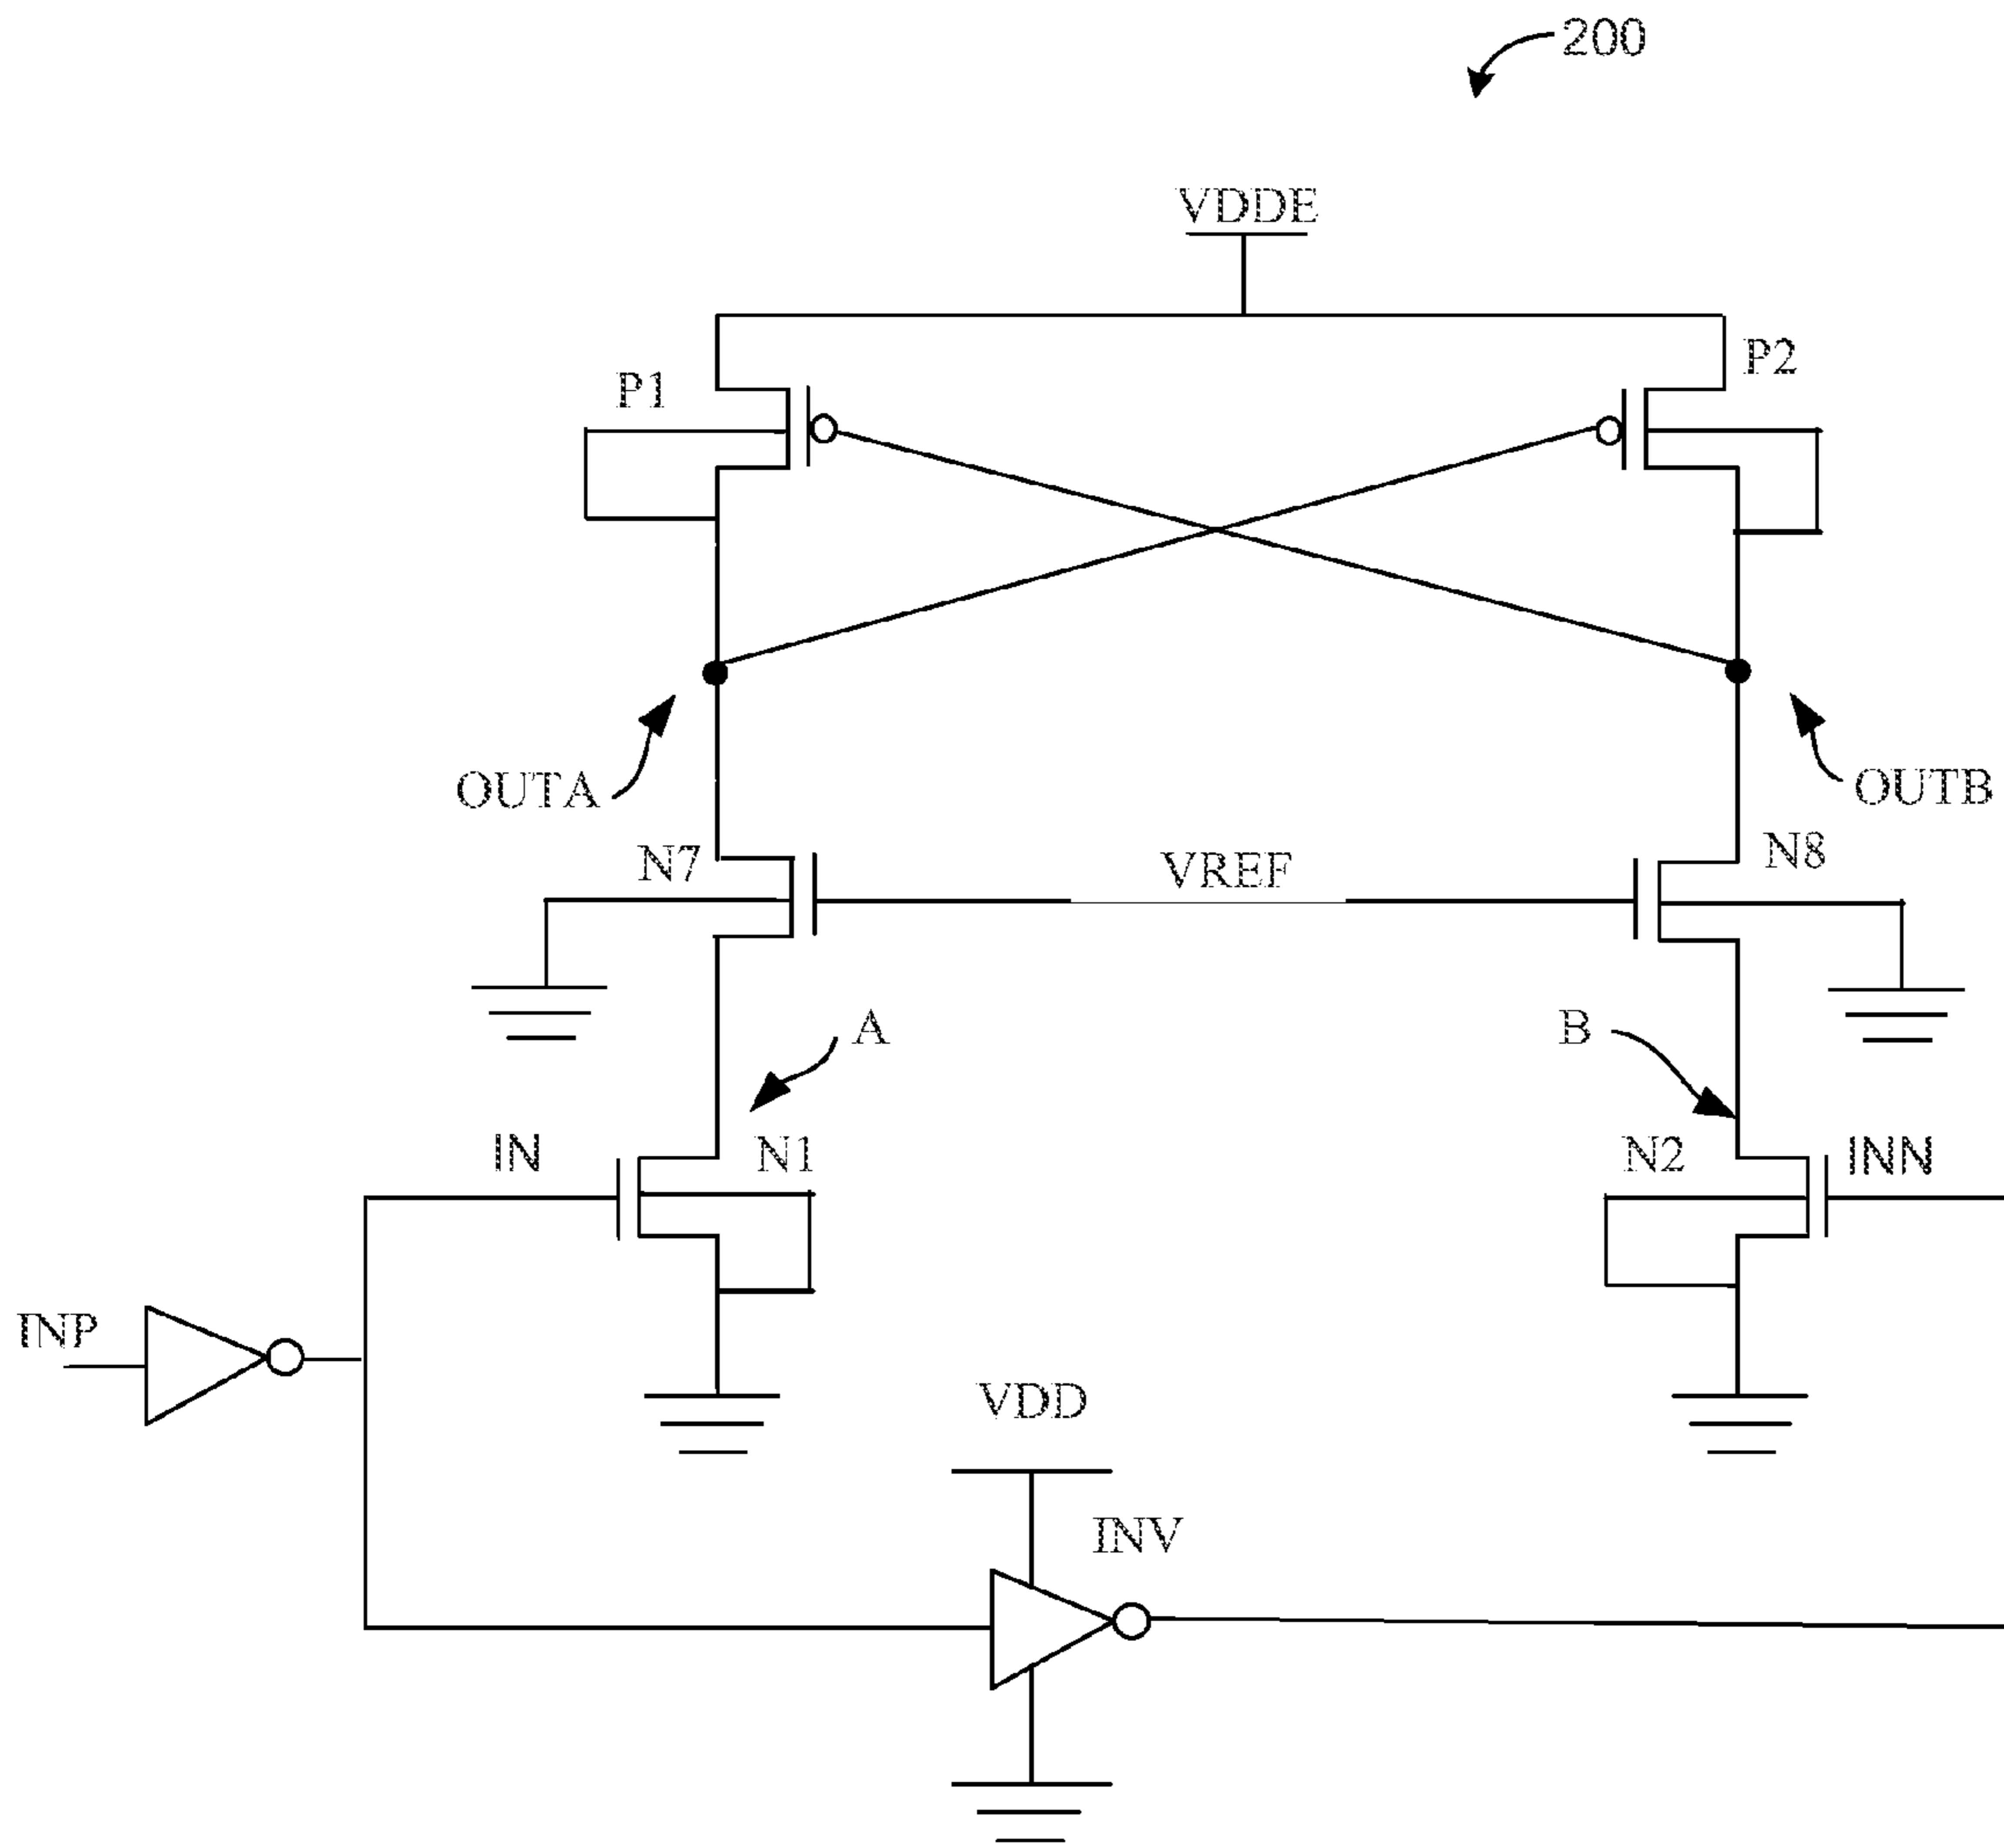 200
VDDE
P1
P2
OUTA
OUTB
N7
VREF
N8
A
B
IN
N1
N2
INN
INP
VDD
INV